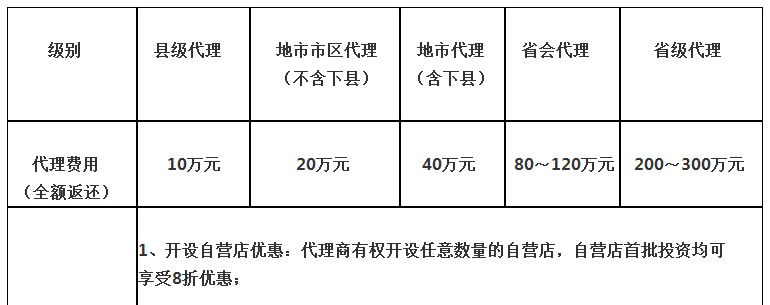 级别
县级代理
地市市区代理
（不含下县）
地市代理
（含下县）
省会代理
省级代理
代理费用
（全额返还）
10万元
20万元
40万元
80～120万元
200～300万元
1、开设自营店优惠：代理商有权开设任意数量的自营店，自营店首批投资均可
享受8折优惠；